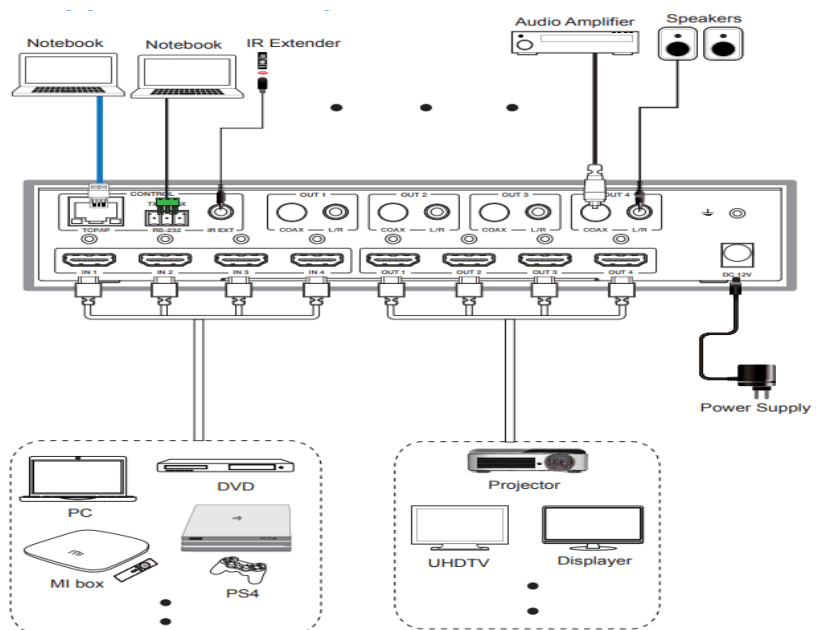 Audio Amplifier
Speakers
Notebook
Notebook
IR Extender
CONTROL
OUT 1
OUT 2
OUT 3
OUT 4
TCP/IP
RS-232
IR EXT
COAX
L/R
COAX
L/R
COAX
L/R
COAX
L/R
IN 1
IN 2
IN 3
IN 4
OUT 1
OUT 2
OUT 3
OUT 4
DC 12V
Power Supply
PC
DVD
MI box
PS4
Projector
UHDTV
Displayer